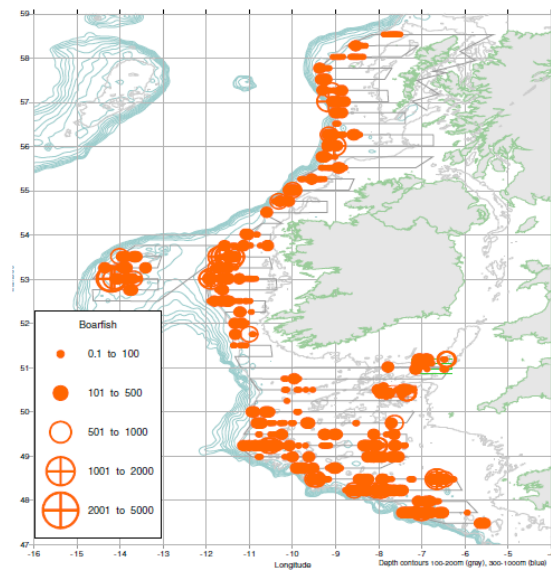 59
58
57
56
55
54
53
52
51
50
49
48
47
Boarfish
0.1 to 100
101 to 500
501 to 1000
1001 to 2000
2001 to 5000
-16 -15 -14 -13 -12 -11 -10 -9 -8 -7 -6 -5 -4
Longitude
Depth contours 100-200m (gray), 300-1000m (blue)